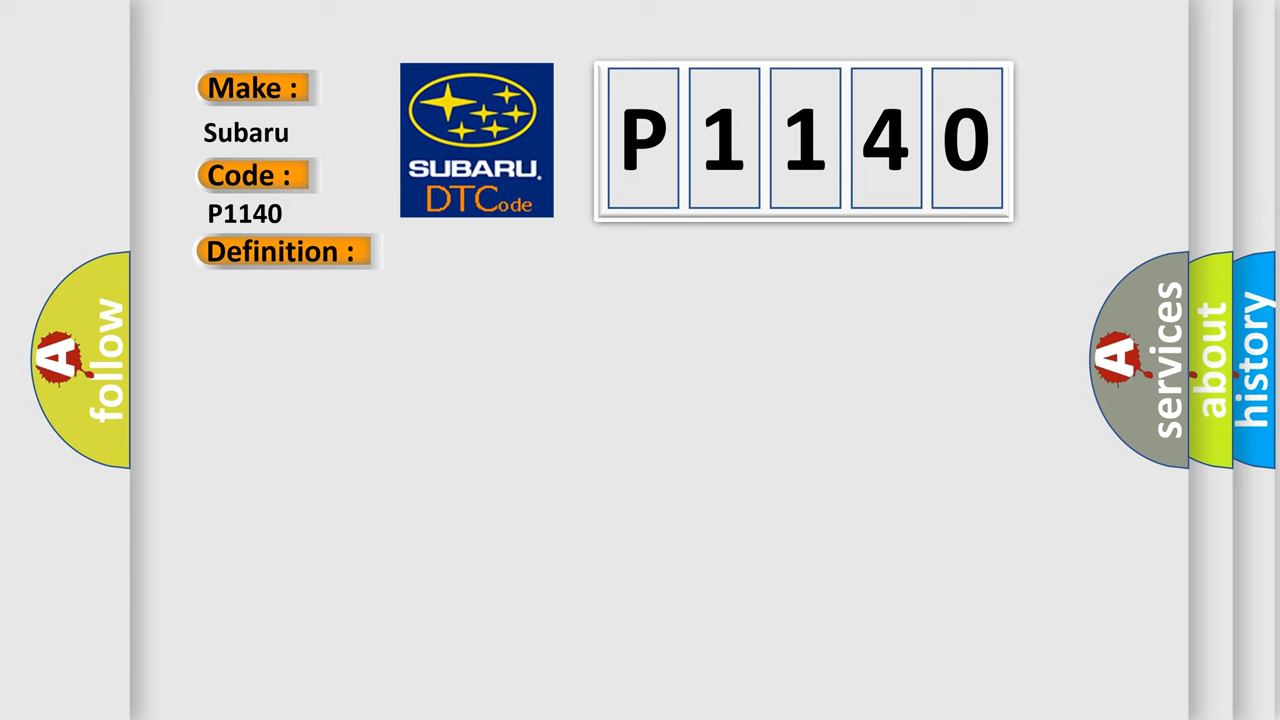 Make :
Subaru
Code :
P1140
Definition :
SUBARU.
DTCode
P 1 1 4 0
A follow
A services
about
history